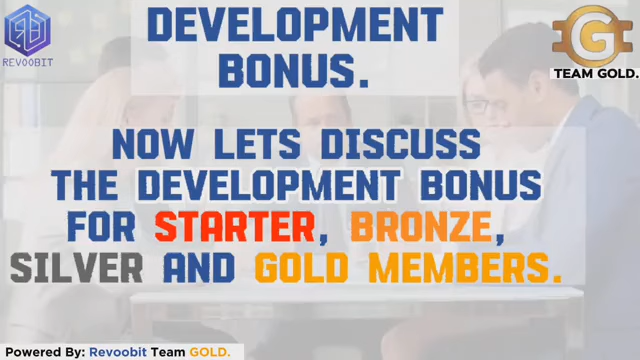 REVOOBIT
DEVELOPMENT
BONUS.
G
TEAM GOLD.
NOW LETS DISCUSS
THE DEVELOPMENT BONUS
FOR STARTER, BRONZE,
SILVER AND GOLD MEMBERS.
Powered By: Revoobit Team GOLD.